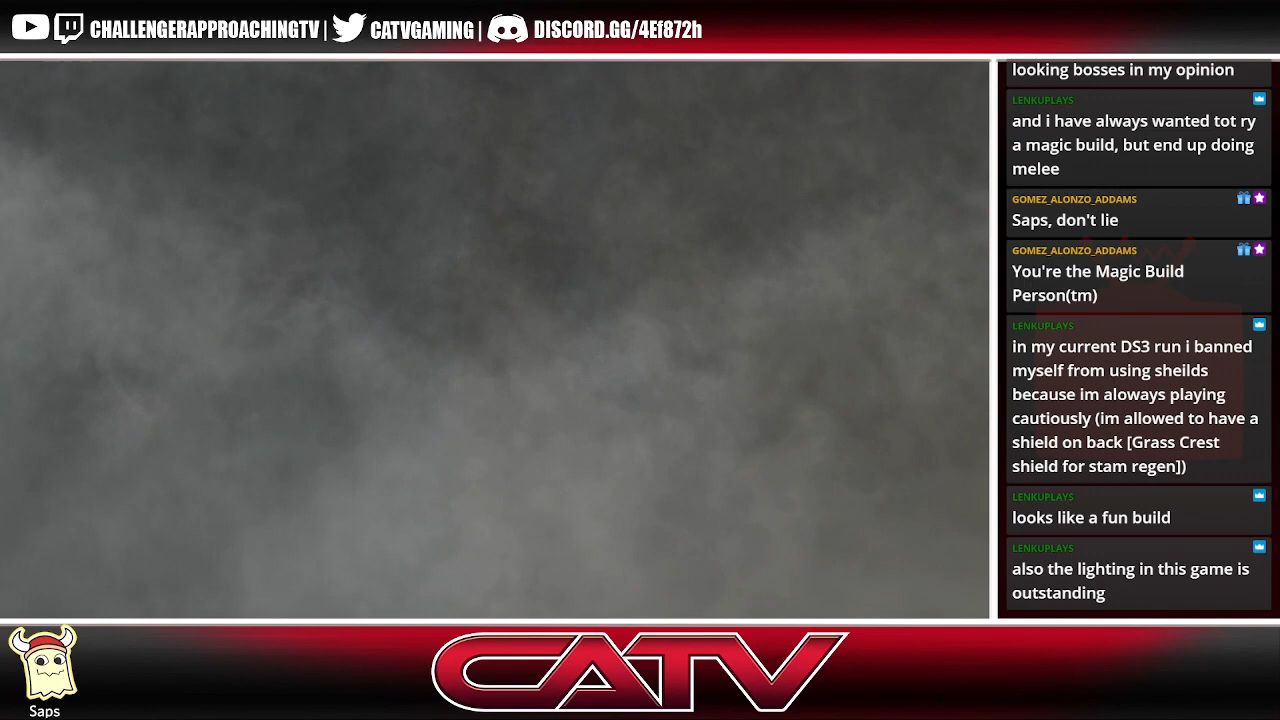 CHALLENGERAPPROACHINGTV | CATVGAMING | DISCORD.GG/4Ef872h
looking bosses in my opinion
LENKUPLAYS
and i have always wanted tot ry
a magic build, but end up doing
melee
GOMEZ_ALONZO_ADDAMS
Saps, don't lie
GOMEZ_ALONZO_ADDAMS
You're the Magic Build
Person(tm)
LENKUPLAYS
in my current DS3 run i banned
myself from using sheilds
because im aloways playing
cautiously (im allowed to have a
shield on back [Grass Crest
shield for stam regen])
LENKUPLAYS
looks like a fun build
LENKUPLAYS
also the lighting in this game is
outstanding
CATV
Saps